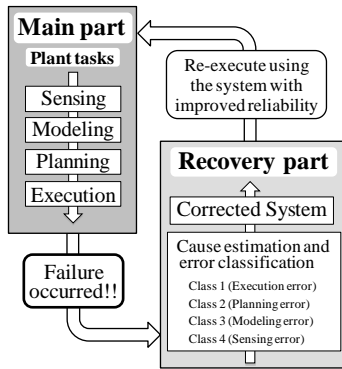 Main part
Plant tasks
Sensing
Modeling
Planning
Execution
Failure
occurred!!
Re-execute using
the system with
improved reliability
Recovery part
Corrected System
Cause estimation and
error classification
Class 1 (Execution error)
Class 2 (Planning error)
Class 3 (Modeling error)
Class 4 (Sensing error)